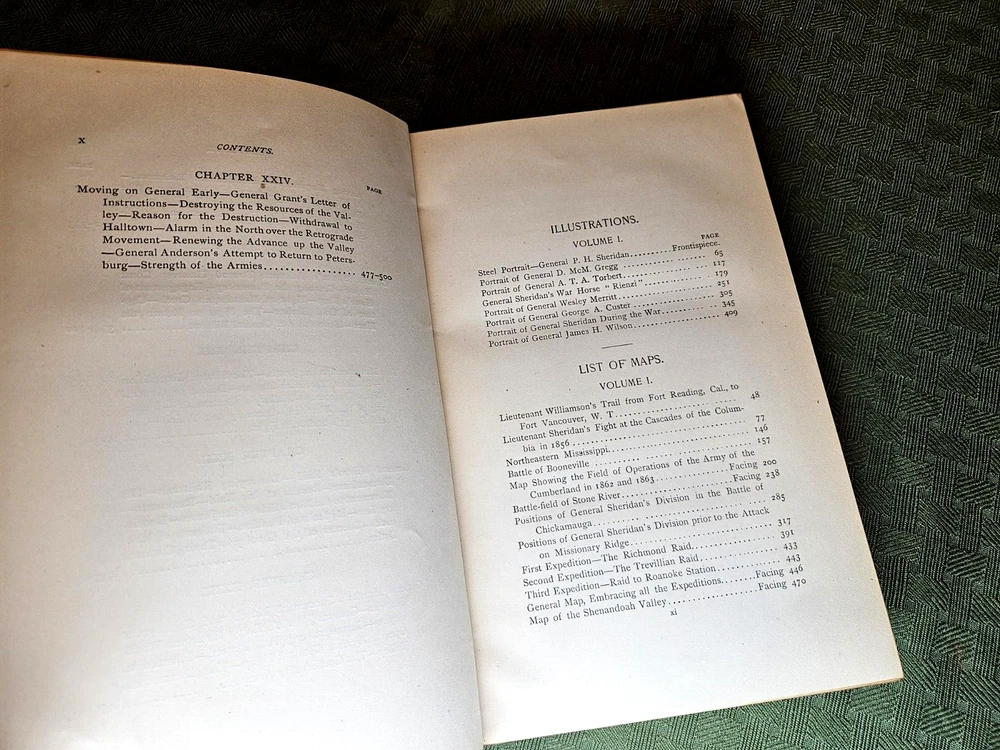 x
CONTENTS.
CHAPTER XXIV.
PAGE
Moving on General Early—General Grant's Letter of
Instructions—Destroying the Resources of the Val-
ley—Reason for the Destruction—Withdrawal to
Halltown—Alarm in the North over the Retrograde
Movement—Renewing the Advance up the Valley
—General Anderson's Attempt to Return to Peters-
burg—Strength of the Armies................ 477-500
ILLUSTRATIONS.
VOLUME I.
PAGE
Steel Portrait—General P. H. Sheridan..........Frontispiece.
Portrait of General D. McM. Gregg .......... 65
Portrait of General A. T. A. Torbert.......... 117
General Sheridan's War Horse "Rienzi".......... 179
Portrait of General Wesley Merritt.......... 251
Portrait of General George A. Custer.......... 305
Portrait of General Sheridan During the War.......... 345
Portrait of General James H. Wilson.......... 409
LIST OF MAPS.
VOLUME I.
Lieutenant Williamson's Trail from Fort Reading, Cal., to
Fort Vancouver, W. T.......... 48
Lieutenant Sheridan's Fight at the Cascades of the Colum-
bia in 1856.......... 77
Northeastern Mississippi.......... 146
Battle of Booneville .......... 157
Map Showing the Field of Operations of the Army of the
Cumberland in 1862 and 1863..........Facing 200
Battle-field of Stone River..........Facing 238
Positions of General Sheridan's Division in the Battle of
Chickamauga.......... 285
Positions of General Sheridan's Division prior to the Attack
on Missionary Ridge.......... 317
First Expedition—The Richmond Raid.......... 391
Second Expedition—The Trevillian Raid.......... 433
Third Expedition—Raid to Roanoke Station.......... 443
General Map, Embracing all the Expeditions........Facing 446
Map of the Shenandoah Valley..........Facing 470
xi